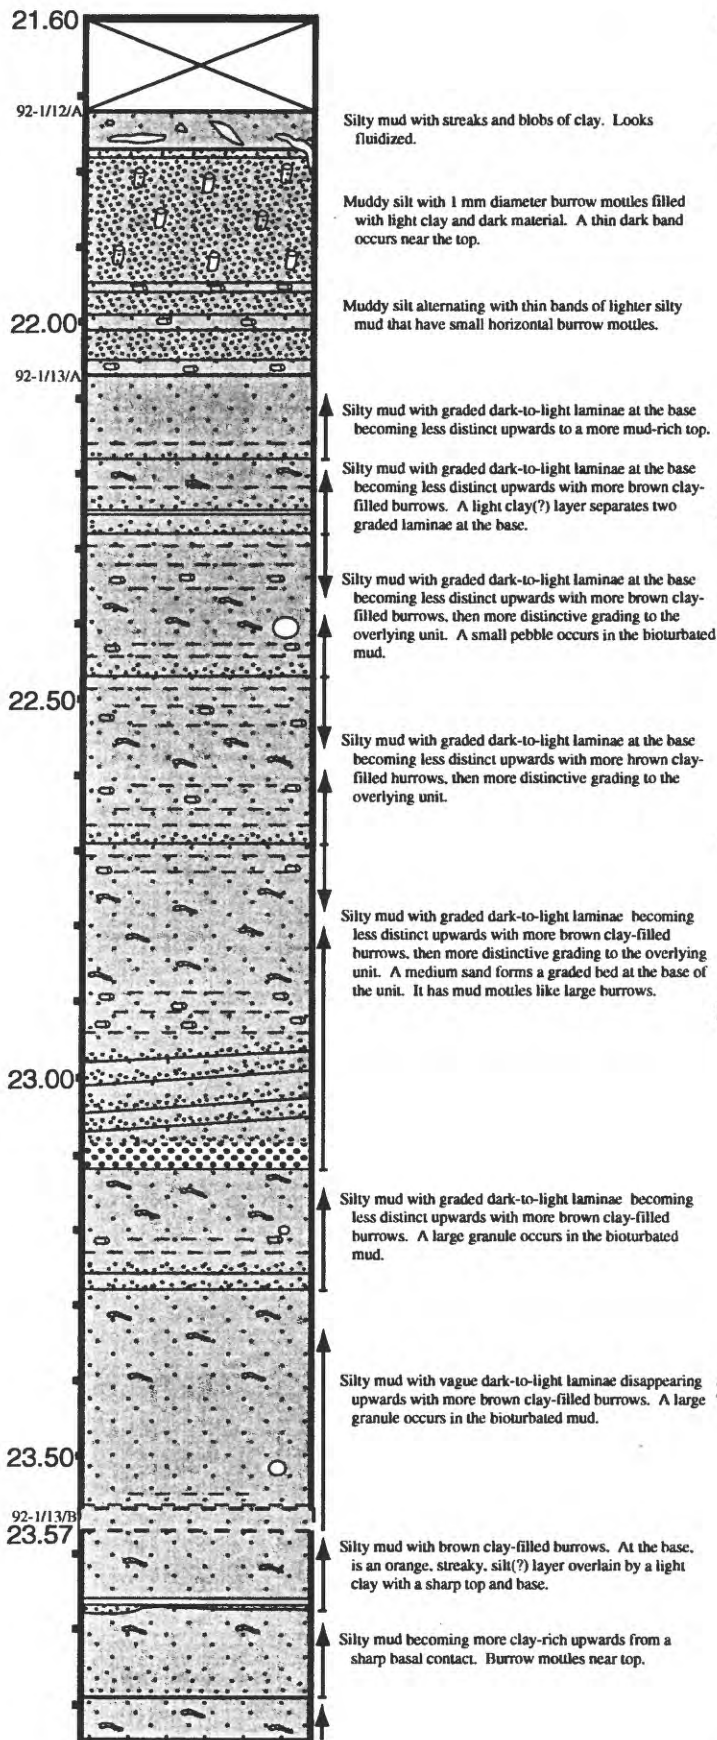 21.60
92-1/12/A
Silty mud with streaks and blobs of clay. Looks
fluidized.
Muddy silt with 1 mm diameter burrow mottles filled
with light clay and dark material. A thin dark band
occurs near the top.
22.00
Muddy silt alternating with thin bands of lighter silty
mud that have small horizontal burrow mottles.
92-1/13/A
Silty mud with graded dark-to-light laminae at the base
becoming less distinct upwards to a more mud-rich top.
Silty mud with graded dark-to-light laminae at the base
becoming less distinct upwards with more brown clay-
filled burrows. A light clay(?) layer separates two
graded laminae at the base.
Silty mud with graded dark-to-light laminae at the base
becoming less distinct upwards with more brown clay-
filled burrows, then more distinctive grading to the
overlying unit. A small pebble occurs in the bioturbated
mud.
22.50
Silty mud with graded dark-to-light laminae at the base
becoming less distinct upwards with more hrown clay-
filled hurrows, then more distinctive grading to the
overlying unit.
Silty mud with graded dark-to-light laminae becoming
less distinct upwards with more brown clay-filled
burrows, then more distinctive grading to the overlying
unit. A medium sand forms a graded bed at the base of
the unit. It has mud mottles like large burrows.
23.00
Silty mud with graded dark-to-light laminae becoming
less distinct upwards with more brown clay-filled
burrows. A large granule occurs in the bioturbated
mud.
Silty mud with vague dark-to-light laminae disappearing
upwards with more brown clay-filled burrows. A large
granule occurs in the bioturbated mud.
23.50
92-1/13/B
23.57
Silty mud with brown clay-filled burrows. At the base,
is an orange, streaky, silt(?) layer overlain by a light
clay with a sharp top and base.
Silty mud becoming more clay-rich upwards from a
sharp basal contact. Burrow mottles near top.